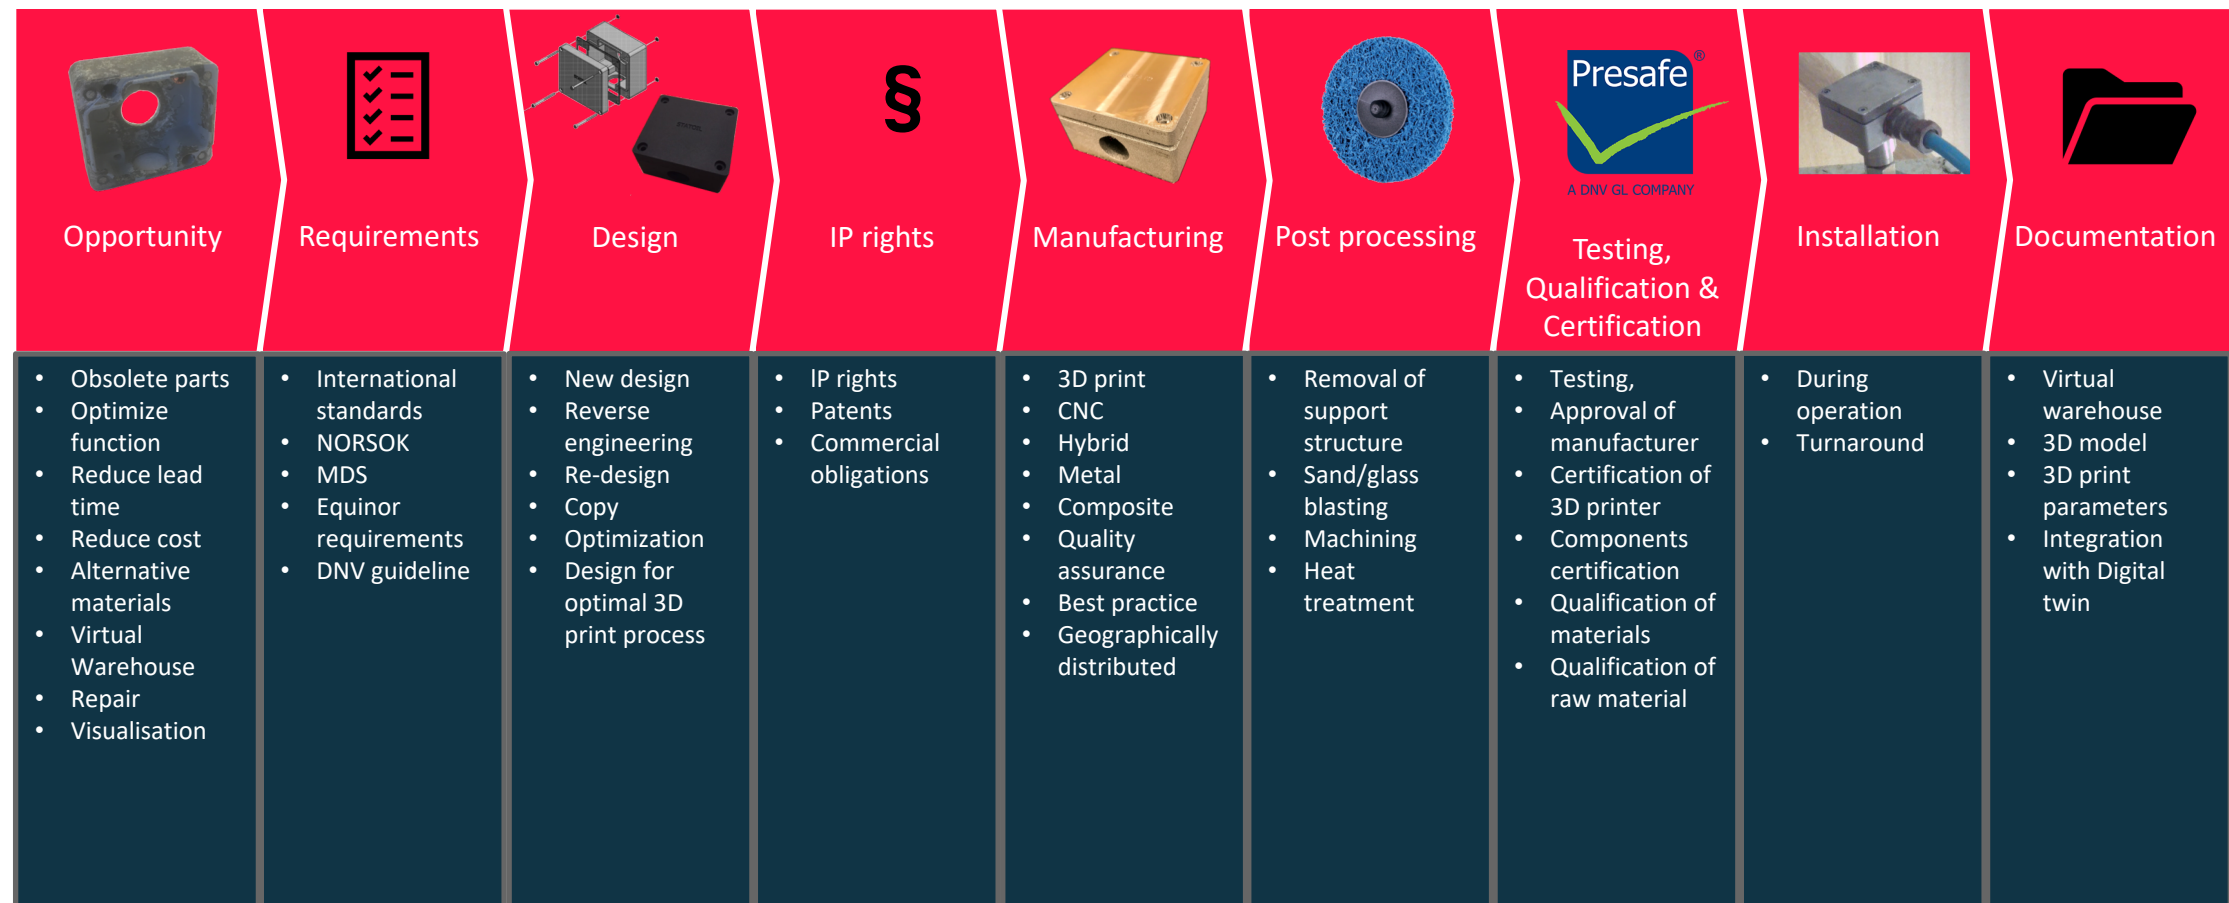 Opportunity
Requirements
Design
§
IP rights
Manufacturing
Post processing
Presafe®
A DNV GL COMPANY
Testing,
Qualification &
Certification
Installation
Documentation
• Obsolete parts
• Optimize
function
• Reduce lead
time
• Reduce cost
• Alternative
materials
• Virtual
Warehouse
• Repair
• Visualisation
• International
standards
• NORSOK
• MDS
• Equinor
requirements
• DNV guideline
• New design
• Reverse
engineering
• Re-design
• Copy
• Optimization
• Design for
optimal 3D
print process
• IP rights
• Patents
• Commercial
obligations
• 3D print
• CNC
• Hybrid
• Metal
• Composite
• Quality
assurance
• Best practice
• Geographically
distributed
• Removal of
support
structure
• Sand/glass
blasting
• Machining
• Heat
treatment
• Testing,
• Approval of
manufacturer
• Certification of
3D printer
• Components
certification
• Qualification of
materials
• Qualification of
raw material
• During
operation
• Turnaround
• Virtual
warehouse
• 3D model
• 3D print
parameters
• Integration
with Digital
twin